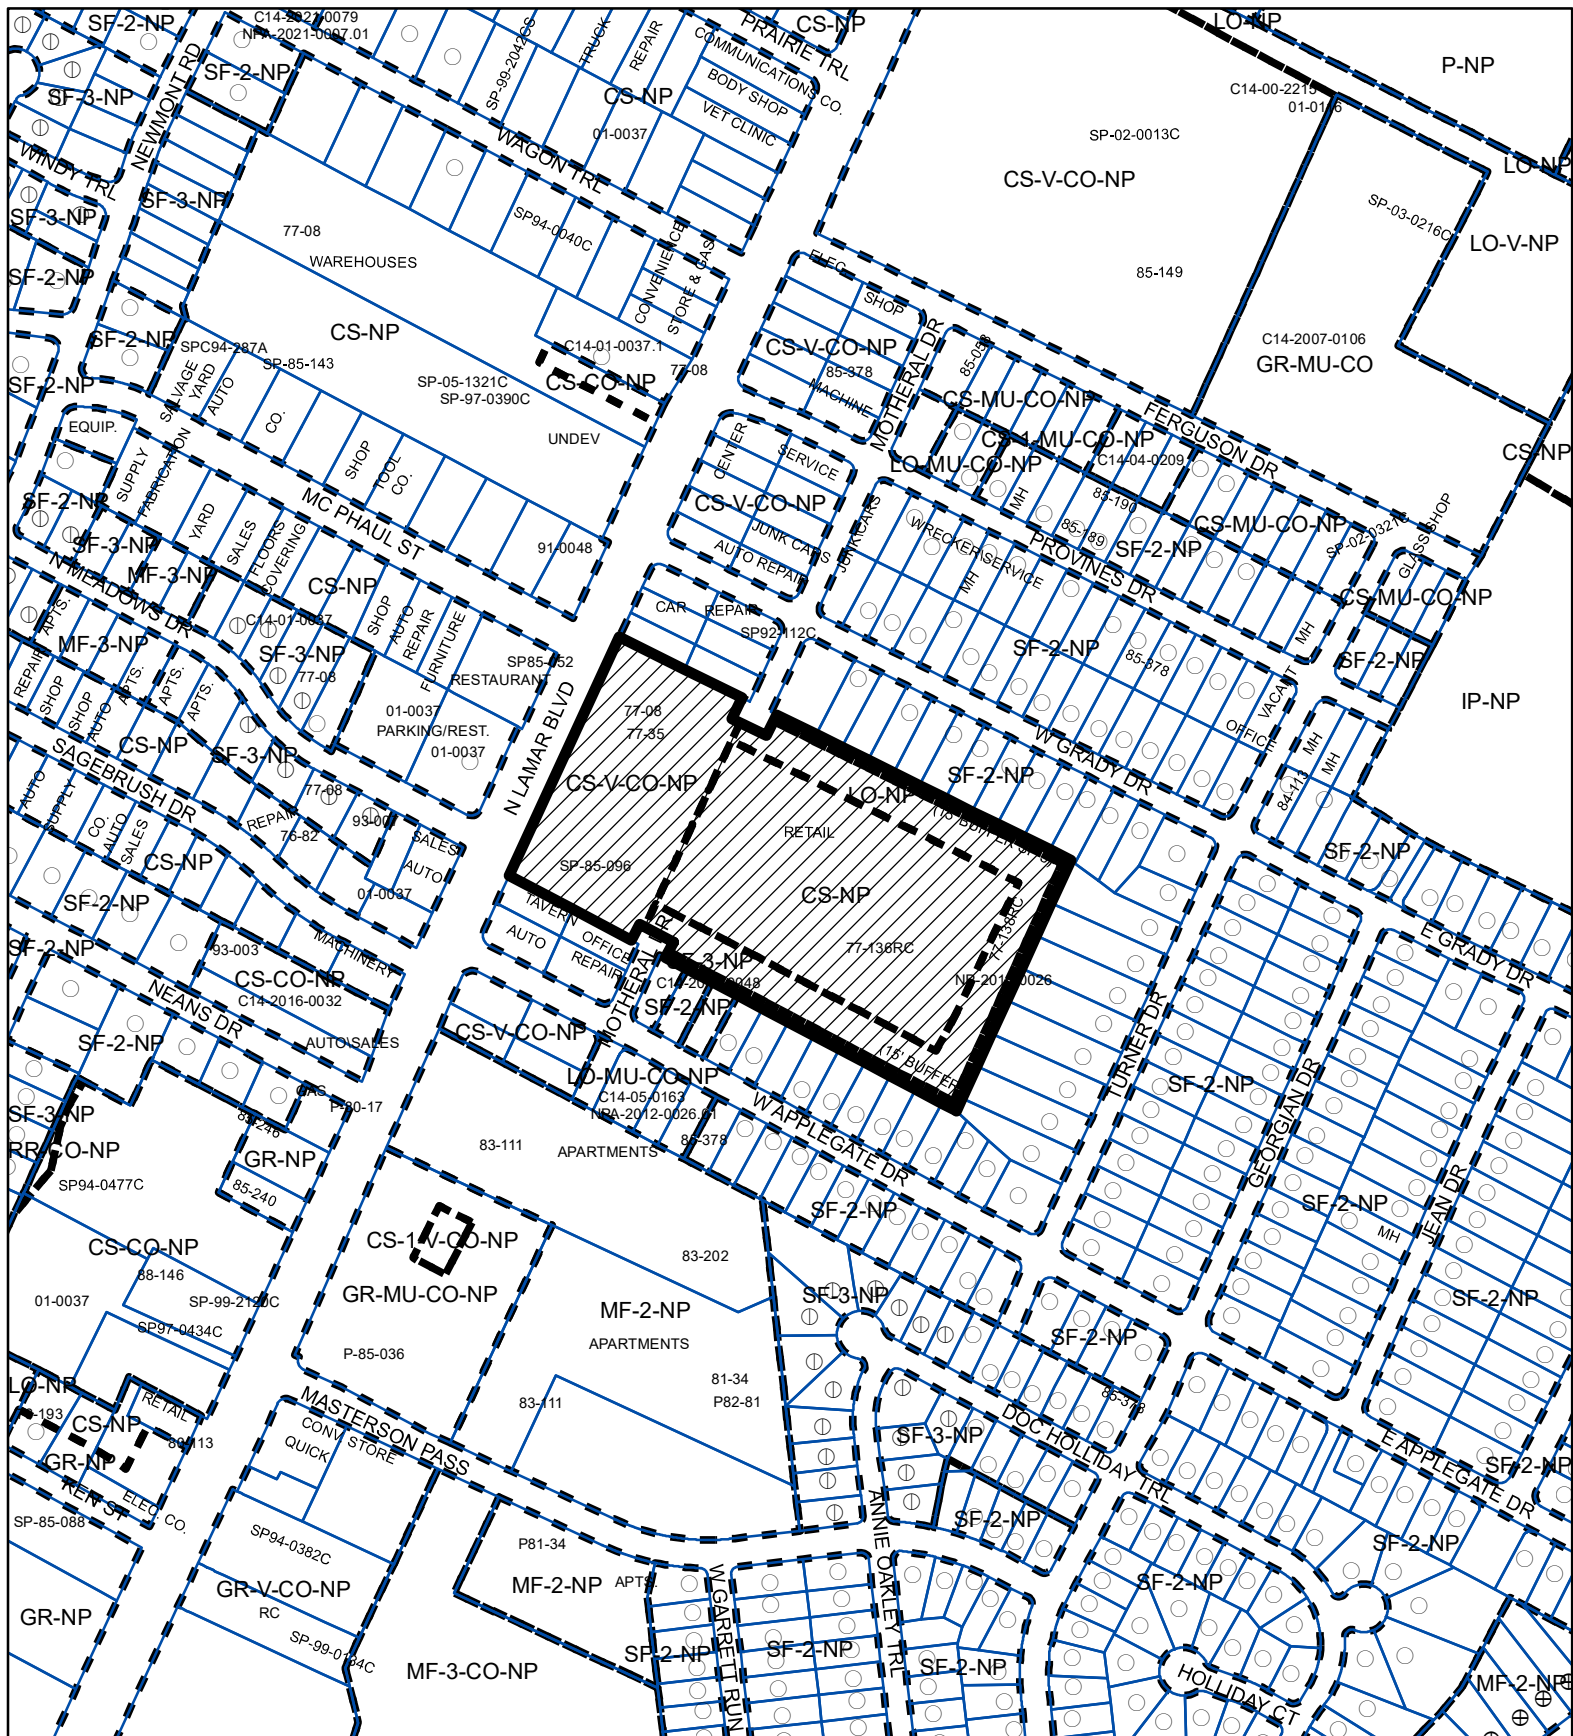 SF-2-NP
C14-2021-0079
NPA-2021-0007.01
NEWMONT RD
SF-2-NP
SF-3-NP
WINDY TRL
SF-3-NP
SF-3-NP
SF-2-NP
SF-2-NP
SF-2-NP
SP-99-2042CS
TRUCK
REPAIR
PRAIRIE TRL
CS-NP
COMMUNICATIONS CO.
BODY SHOP
VET CLINIC
CS-NP
01-0037
WAGON TRL
SP94-0040C
CONVENIENCE
STORE & GAS
77-08
WAREHOUSES
CS-NP
SPC94-287A
SP-85-143
SP-05-1321C
SP-97-0390C
C14-01-0037.1
CS-CO-NP
77-08
UNDEV
LO-NP
P-NP
C14-00-2215
SP-02-0013C
CS-V-CO-NP
LO-NP
SP-03-0216C
LO-V-NP
85-149
C14-2007-0106
GR-MU-CO
CS-NP
ELEC.
SHOP
CS-V-CO-NP
85-378
MACHINE
MOTHERAL DR
85-053
CS-MU-CO-NP
FERGUSON DR
CS-1-MU-CO-NP
LO-MU-CO-NP
C14-04-0209
MH
85-190
85-189
CS-MU-CO-NP
SP-02-0321C
GLASS SHOP
SF-2-NP
PROVINES DR
CS-MU-CO-NP
MH
SF-2-NP
IP-NP
CENTER
SERVICE
CS-V-CO-NP
JUNK CARS
AUTO REPAIR
JUNK CARS
WRECKER SERVICE
MH
SF-2-NP
85-378
VACANT
OFFICE
MH
MH
84-113
SALVAGE
YARD
AUTO
CO.
EQUIP.
SUPPLY
FABRICATION
YARD
SALES
FLOORS
COVERING
SHOP
TOOL
CO.
MC PHAUL ST
91-0048
SF-2-NP
SF-3-NP
MF-3-NP
N MEADOWS DR
CS-NP
C14-01-0037
SHOP
AUTO
REPAIR
FURNITURE
SP85-052
RESTAURANT
SF-3-NP
77-08
01-0037
PARKING/REST.
01-0037
APTS.
MF-3-NP
REPAIR
SHOP
SHOP
AUTO
APTS.
APTS.
APTS.
CS-NP
SF-3-NP
77-08
SAGEBRUSH DR
AUTO
SUPPLY
CO.
AUTO
SALES
CS-NP
REPAIR
76-82
93-007
SALES
AUTO
01-0037
N LAMAR BLVD
CAR
REPAIR
SP92-112C
77-08
77-35
CS-V-CO-NP
SP-85-096
LO-NP
RETAIL
CS-NP
77-136RC
77-138RC
(15' BUFFER
W GRADY DR
SF-2-NP
SF-2-NP
E GRADY DR
TAVERN
OFFICE
AUTO
REPAIR
SF-3-NP
SF-2-NP
MOTHERAL DR
CS-V-CO-NP
LO-MU-CO-NP
C14-05-0163
NPA-2012-0026.01
85-378
W APPLEGATE DR
TURNER DR
SF-2-NP
GEORGIAN DR
SF-2-NP
MH
JEAN DR
SF-2-NP
SF-2-NP
SF-2-NP
93-003
MACHINERY
CS-CO-NP
C14-2016-0032
NEANS DR
SF-2-NP
AUTO SALES
GAS
P-80-17
SF-3-NP
RR-CO-NP
SP94-0477C
85-246
GR-NP
85-240
CS-CO-NP
88-146
01-0037
SP-99-2120C
SP97-0434C
83-111
APARTMENTS
CS-1-V-CO-NP
GR-MU-CO-NP
P-85-036
83-202
MF-2-NP
APARTMENTS
81-34
P82-81
83-111
SF-2-NP
SF-3-NP
SF-2-NP
85-378
LO-NP
CS-NP
RETAIL
GR-NP
KEN ST
ELEC. CO.
SP-85-088
GR-NP
MASTERSON PASS
CONV. STORE
QUICK
SP94-0382C
GR-V-CO-NP
RC
SP-99-0134C
MF-3-CO-NP
P81-34
MF-2-NP
APTS.
SF-2-NP
W GARRETT RUN
SF-2-NP
ANNIE OAKLEY TRL
SF-3-NP
DOC HOLLIDAY TRL
SF-2-NP
SF-2-NP
SF-2-NP
HOLLIDAY CT
E APPLEGATE DR
SF-2-NP
SF-2-NP
MF-2-NP